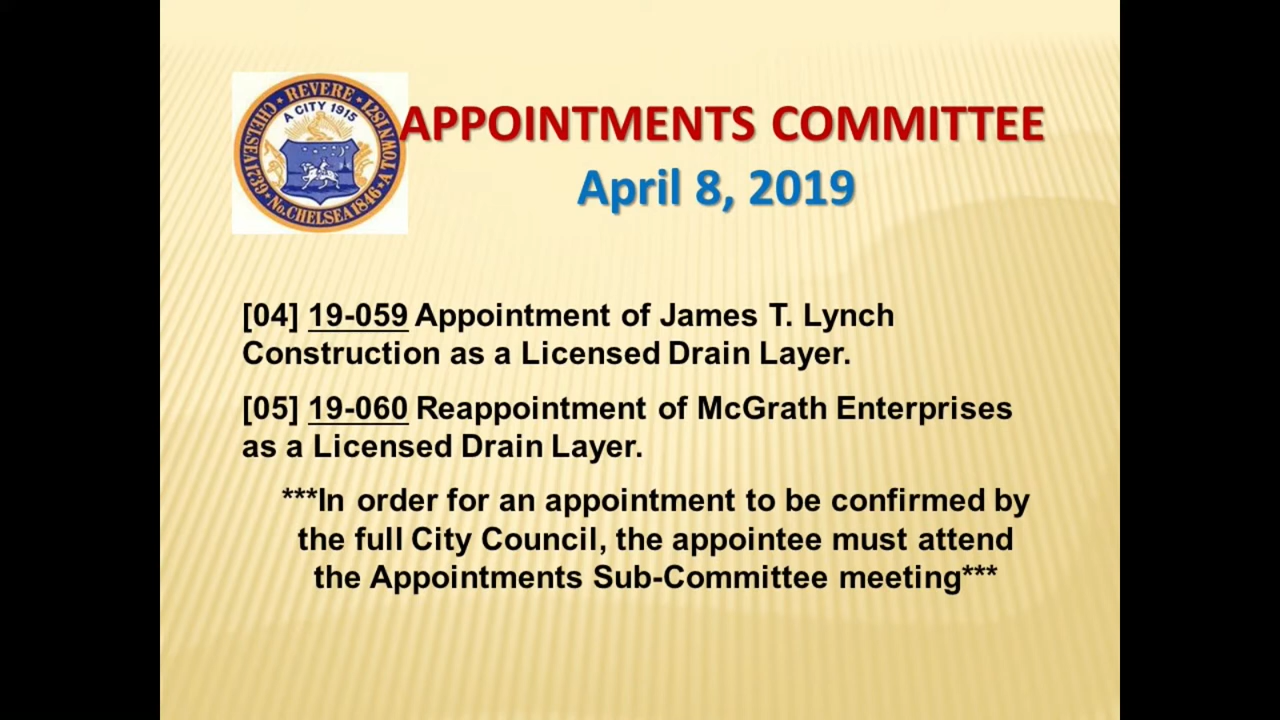 REVERE
A CITY 1915
CHELSEA 1739
No. CHELSEA 1846
A TOWN 1871
APPOINTMENTS COMMITTEE
April 8, 2019
[04] 19-059 Appointment of James T. Lynch
Construction as a Licensed Drain Layer.
[05] 19-060 Reappointment of McGrath Enterprises
as a Licensed Drain Layer.
***In order for an appointment to be confirmed by
the full City Council, the appointee must attend
the Appointments Sub-Committee meeting***